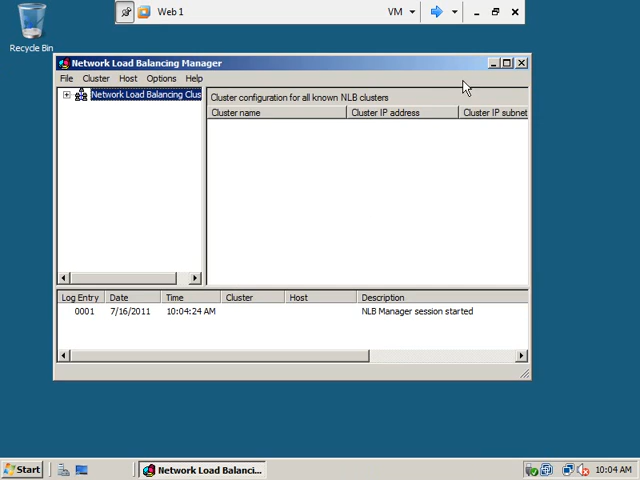 Web 1
VM
Recycle Bin
Network Load Balancing Manager
File Cluster Host Options Help
Network Load Balancing Clus
Cluster configuration for all known NLB clusters
Cluster name Cluster IP address Cluster IP subnet
Log Entry Date Time Cluster Host Description
0001 7/16/2011 10:04:24 AM NLB Manager session started
Start Network Load Balanci... 10:04 AM